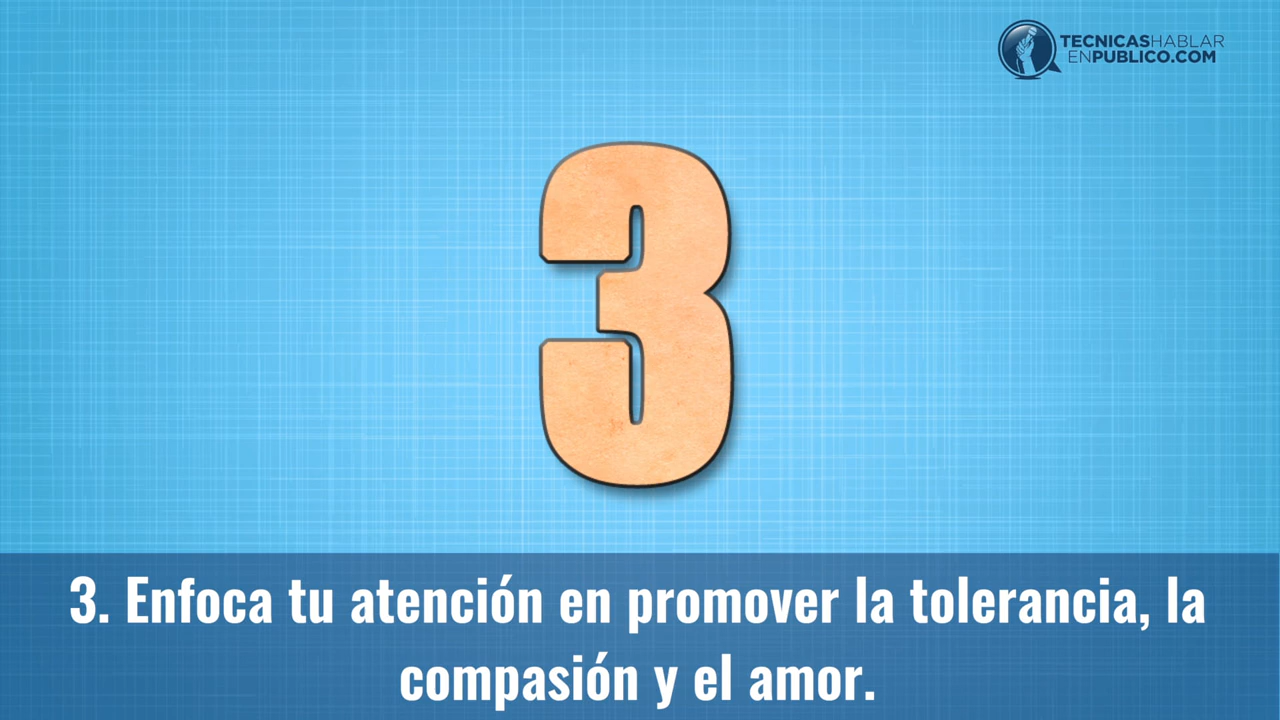 TECNICASHABLAR
ENPUBLICO.COM
3
3. Enfoca tu atención en promover la tolerancia, la
compasión y el amor.